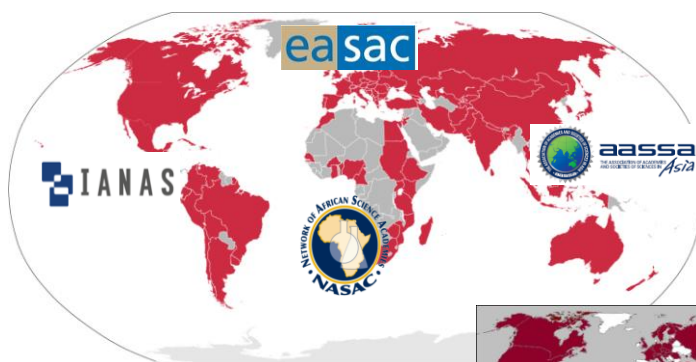 easac
IANAS
aassa
THE ASSOCIATION OF ACADEMIES
AND SOCIETIES OF SCIENCES IN
Asia
NETWORK OF AFRICAN SCIENCE ACADEMIES
NASAC